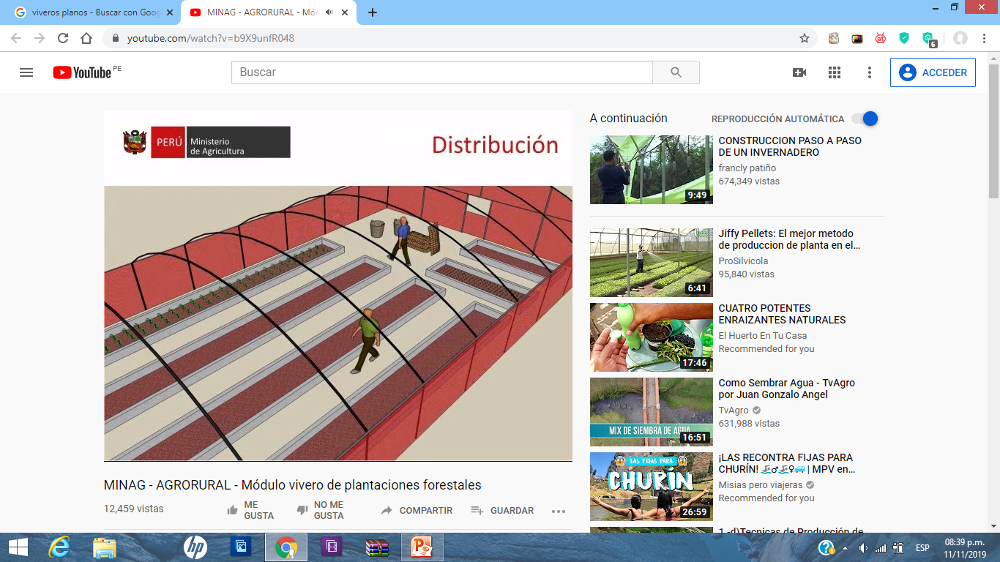 viveros planos - Buscar con Goog
MINAG - AGRORURAL - Mód
youtube.com/watch?v=b9X9unfR048
6
YouTube PE
Buscar
ACCEDER
PERÚ
Ministerio
de Agricultura
Distribución
A continuación
REPRODUCCIÓN AUTOMÁTICA
9:49
CONSTRUCCION PASO A PASO
DE UN INVERNADERO
francly patiño
674,349 vistas
6:41
Jiffy Pellets: El mejor metodo
de produccion de planta en el...
ProSilvicola
95,840 vistas
17:46
CUATRO POTENTES
ENRAIZANTES NATURALES
El Huerto En Tu Casa
Recommended for you
MIX DE SIEMBRA DE AGUA
16:51
Como Sembrar Agua - TvAgro
por Juan Gonzalo Angel
TvAgro
631,988 vistas
LAS FIJAS PARA
CHURÍN
26:59
¡LAS RECONTRA FIJAS PARA
CHURÍN! 🏊♂🏊♀🚐 | MPV en...
Misias pero viajeras
Recommended for you
1.-d)Tecnicas de Producción de
MINAG - AGRORURAL - Módulo vivero de plantaciones forestales
12,459 vistas
ME
GUSTA
NO ME
GUSTA
COMPARTIR
GUARDAR
hp
ESP
08:39 p.m.
11/11/2019